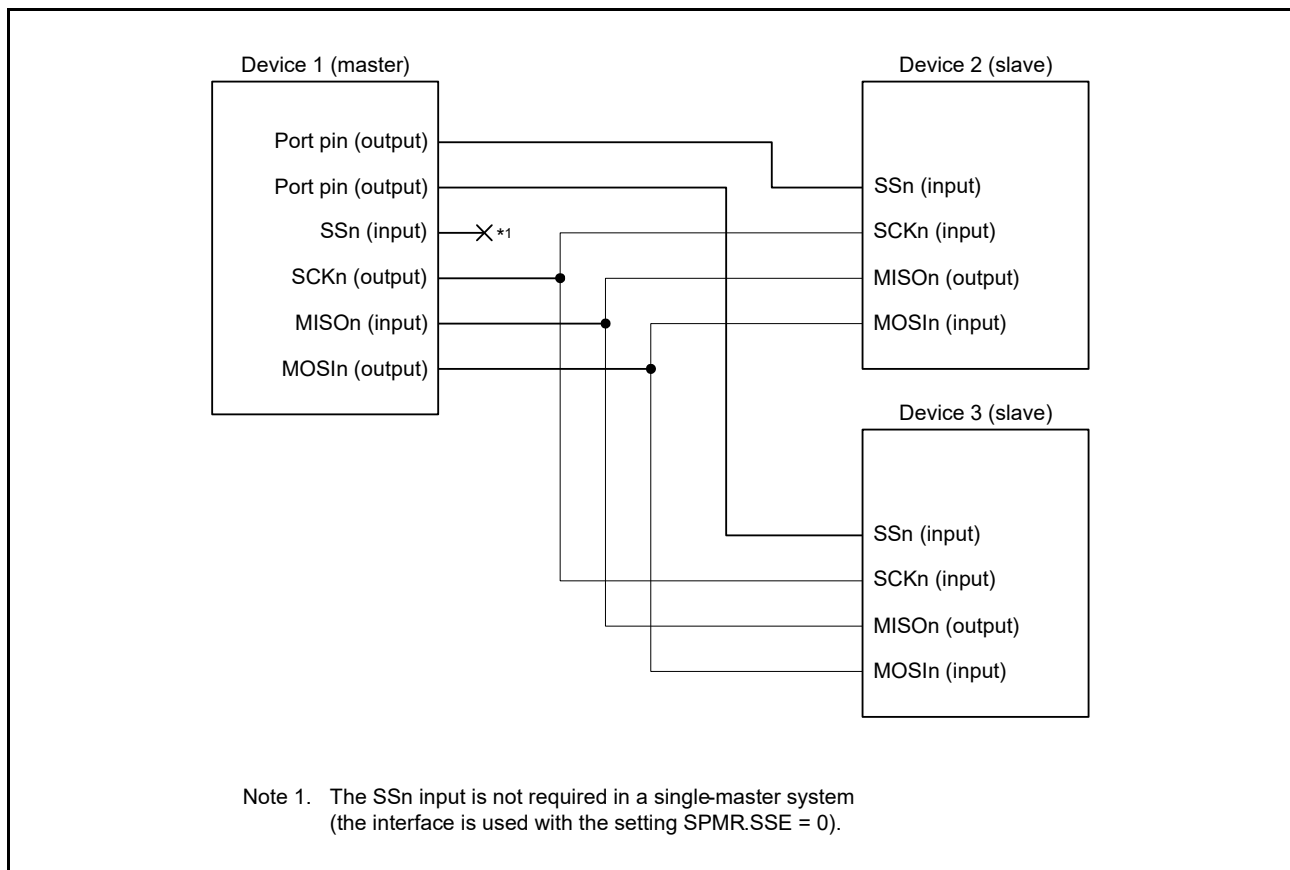 Device 1 (master)
Port pin (output)
Port pin (output)
SSn (input)
*1
SCKn (output)
MISOn (input)
MOSIn (output)
Device 2 (slave)
SSn (input)
SCKn (input)
MISOn (output)
MOSIn (input)
Device 3 (slave)
SSn (input)
SCKn (input)
MISOn (output)
MOSIn (input)
Note 1. The SSn input is not required in a single-master system
(the interface is used with the setting SPMR.SSE = 0).